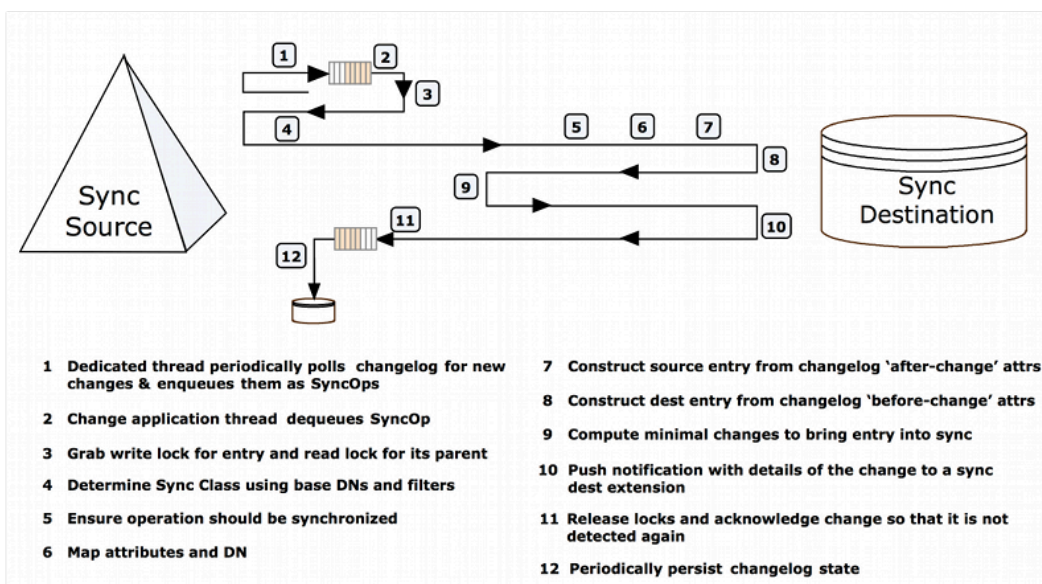 1
2
3
4
5
6
7
8
9
10
11
12
Sync
Source
Sync
Destination
1 Dedicated thread periodically polls changelog for new
changes & enqueues them as SyncOps
2 Change application thread dequeues SyncOp
3 Grab write lock for entry and read lock for its parent
4 Determine Sync Class using base DNs and filters
5 Ensure operation should be synchronized
6 Map attributes and DN
7 Construct source entry from changelog ‘after-change’ attrs
8 Construct dest entry from changelog ‘before-change’ attrs
9 Compute minimal changes to bring entry into sync
10 Push notification with details of the change to a sync
dest extension
11 Release locks and acknowledge change so that it is not
detected again
12 Periodically persist changelog state